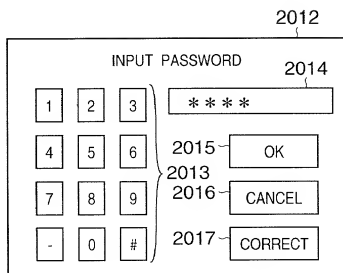 2012
INPUT PASSWORD
2014
1 2 3 ****
4 5 6 2013 2015 OK
7 8 9 2016 CANCEL
- 0 # 2017 CORRECT